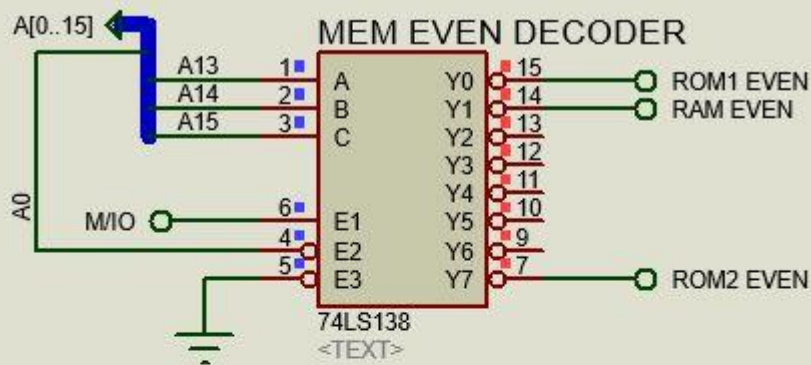 A[0..15]
MEM EVEN DECODER
A13 1 A Y0 15 ROM1 EVEN
A14 2 B Y1 14 RAM EVEN
A15 3 C Y2 13
Y3 12
Y4 11
A0 M/IO 6 E1 Y5 10
4 E2 Y6 9
5 E3 Y7 7 ROM2 EVEN
74LS138
<TEXT>